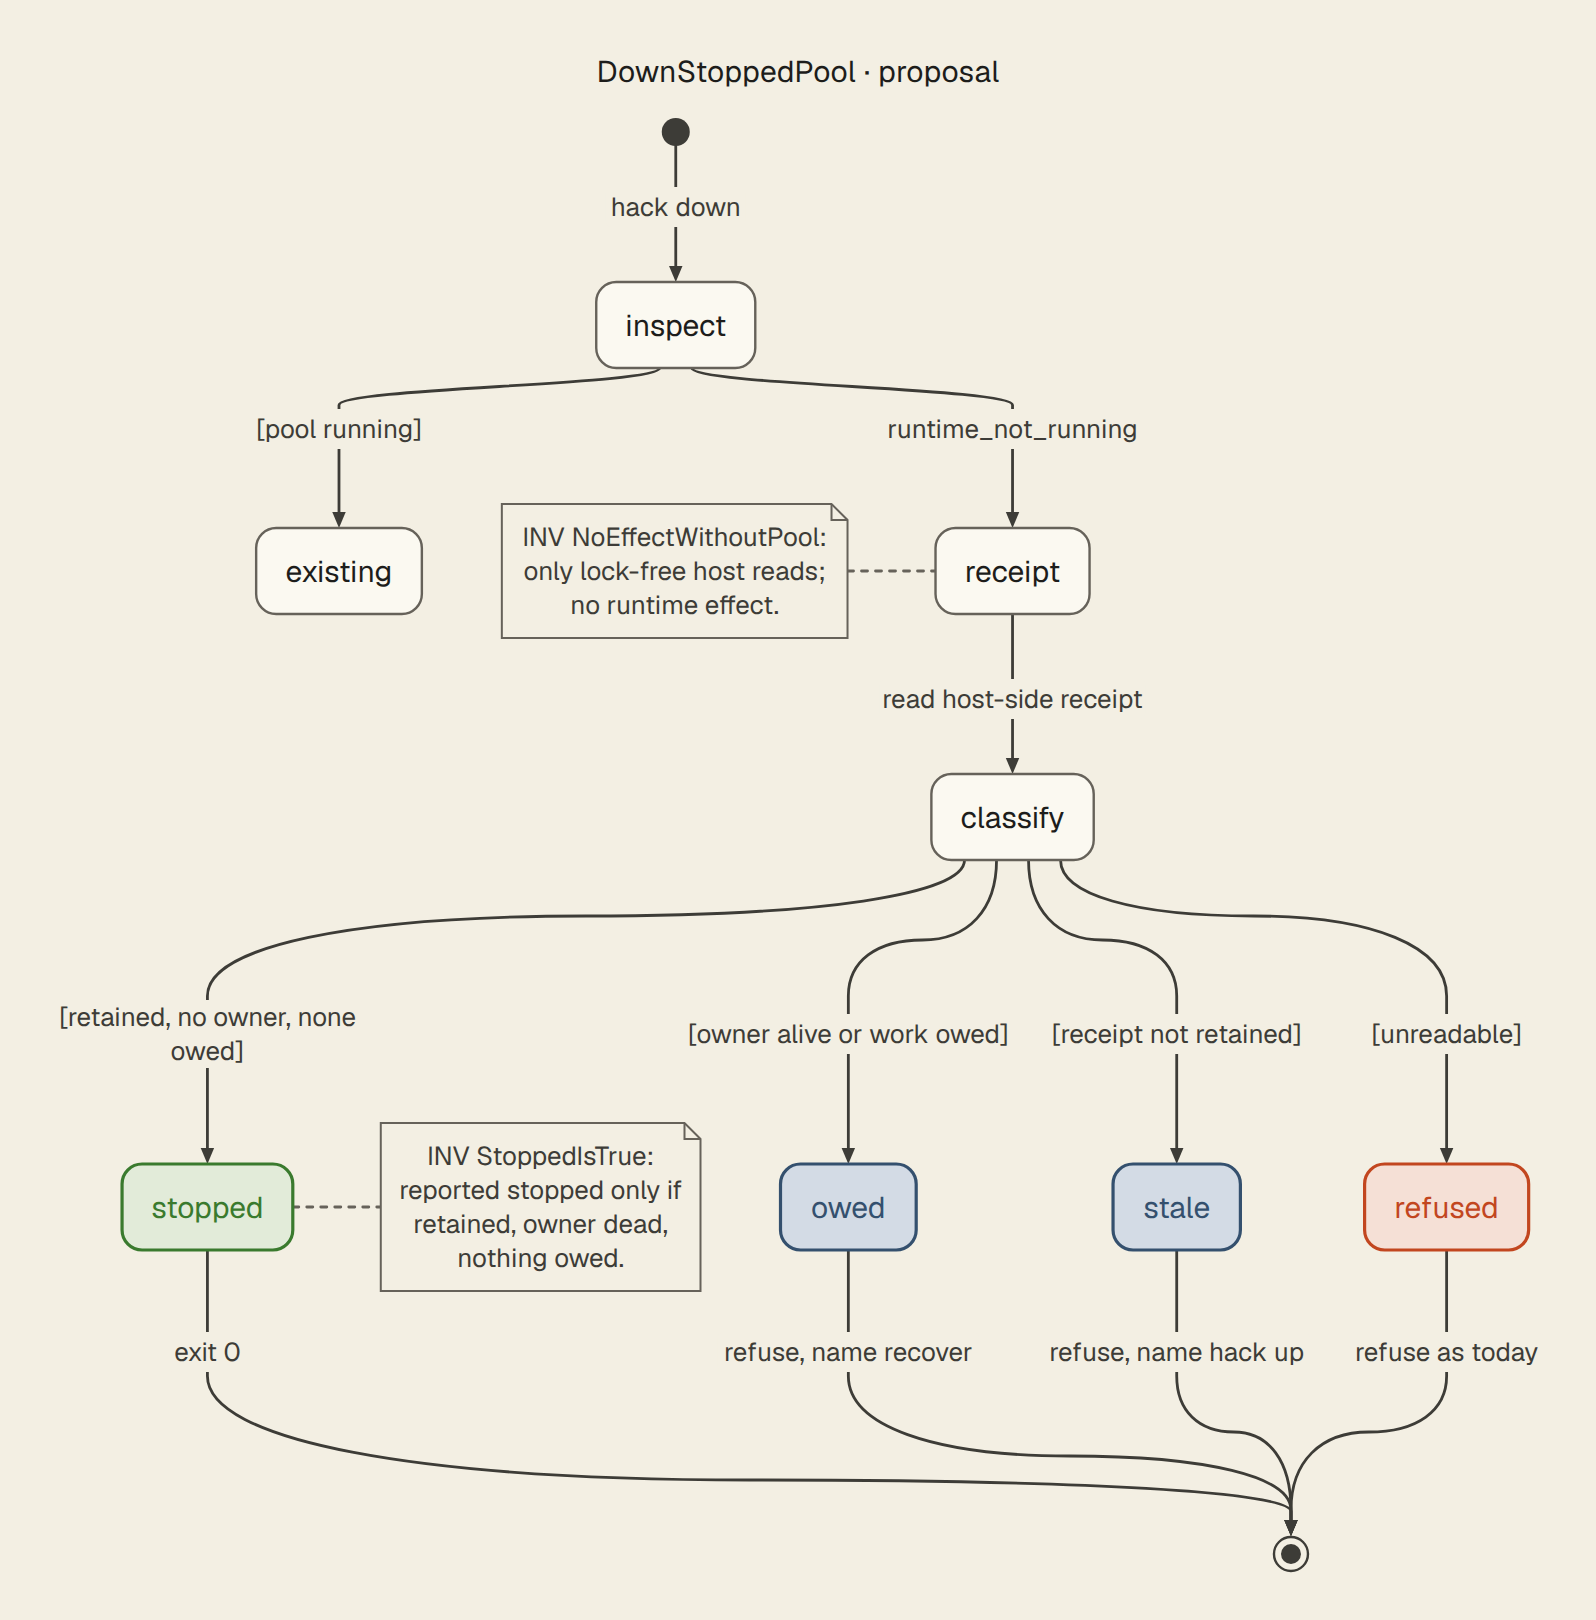 DownStoppedPool · proposal
hack down
inspect
[pool running]
runtime_not_running
INV NoEffectWithoutPool:
only lock-free host reads;
no runtime effect.
existing
receipt
read host-side receipt
classify
[retained, no owner, none
owed]
[owner alive or work owed]
[receipt not retained]
[unreadable]
stopped
INV StoppedIsTrue:
reported stopped only if
retained, owner dead,
nothing owed.
owed
stale
refused
exit 0
refuse, name recover
refuse, name hack up
refuse as today